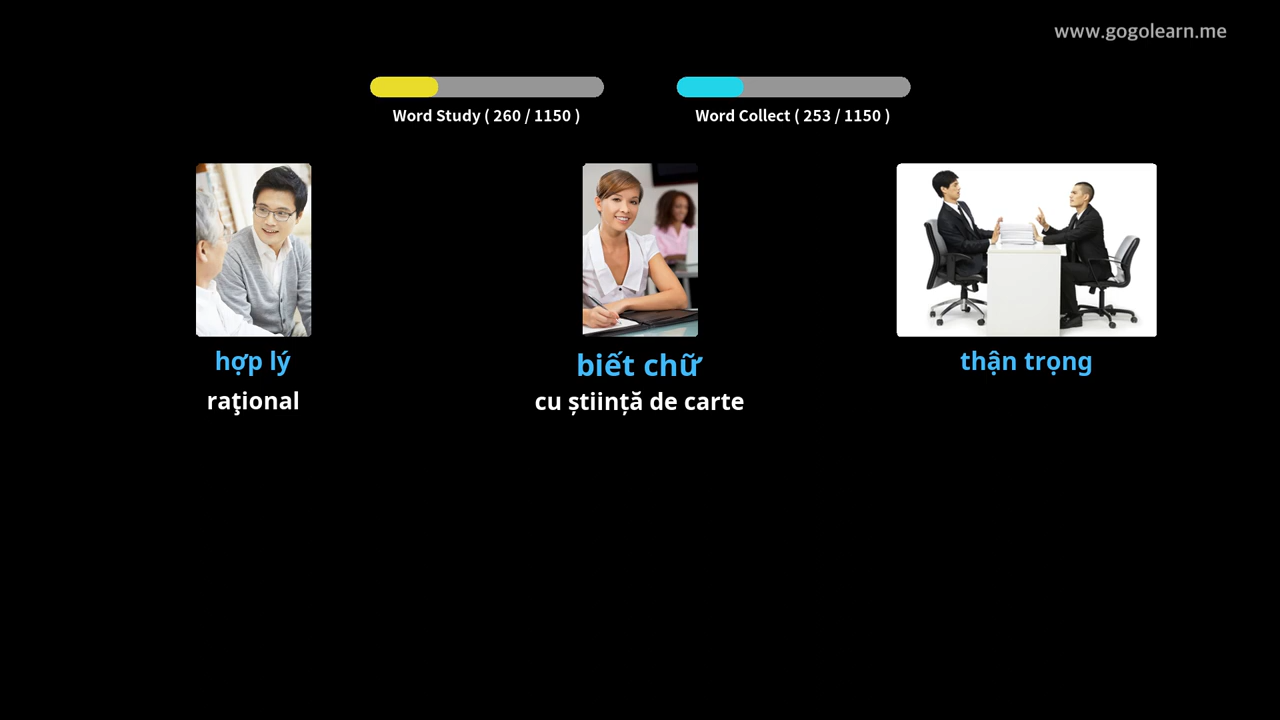 www.gogolearn.me
Word Study ( 260 / 1150 )
Word Collect ( 253 / 1150 )
hợp lý
biết chữ
thận trọng
raţional
cu știință de carte